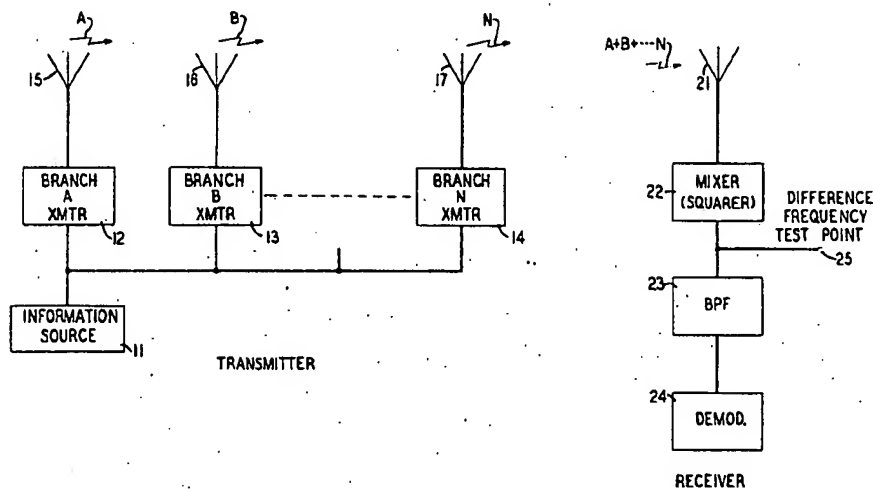 A
B
N
A+B+---N
15
16
17
21
BRANCH
A
XMTR
12
BRANCH
B
XMTR
13
BRANCH
N
XMTR
14
22
MIXER
(SQUARER)
DIFFERENCE
FREQUENCY
TEST POINT
25
23
BPF
INFORMATION
SOURCE
11
TRANSMITTER
24
DEMOD.
RECEIVER